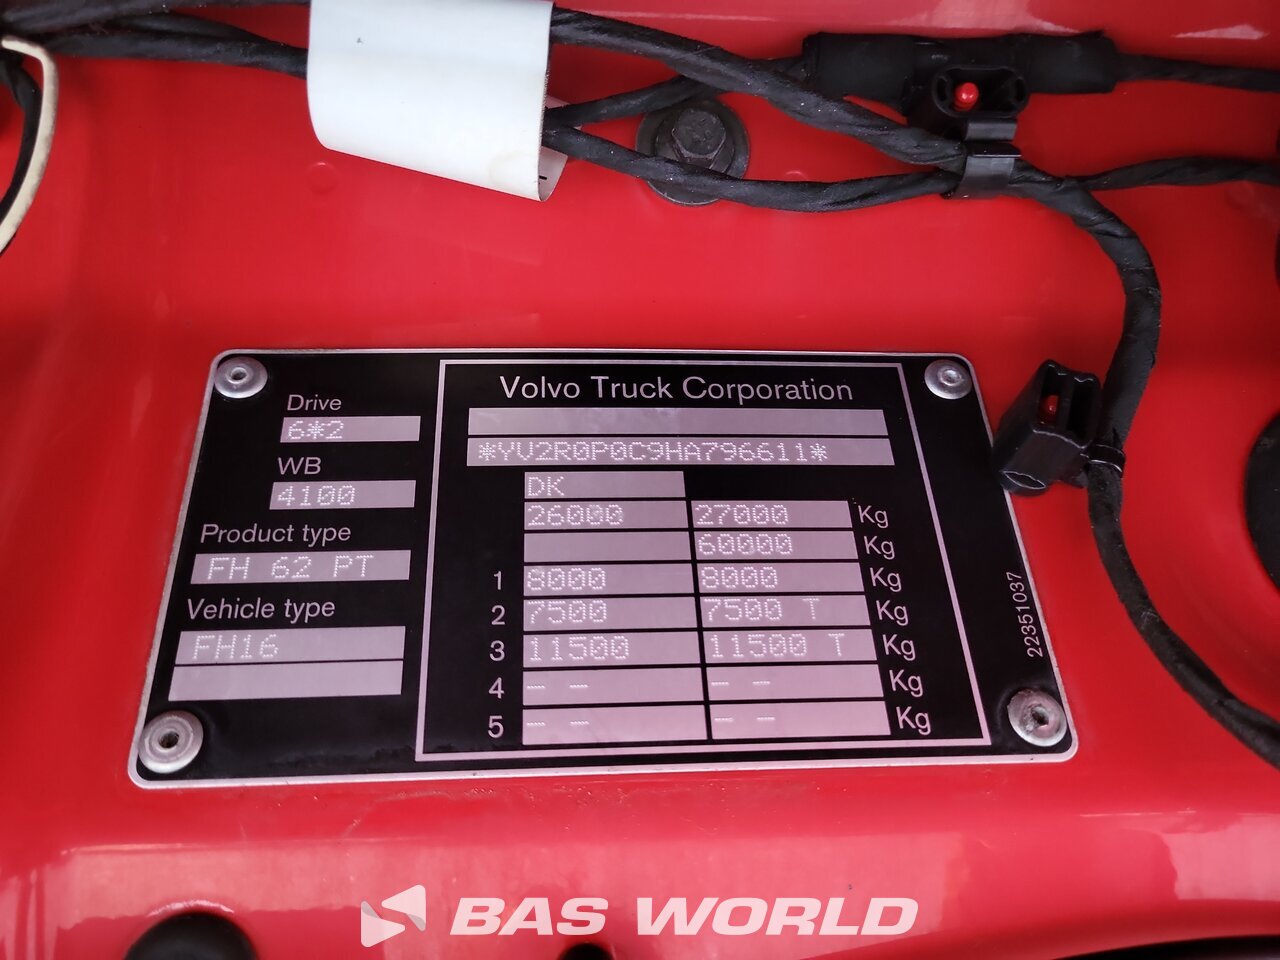 Volvo Truck Corporation
*YV2R0P0C9HA796611*
Drive
6*2
WB
4100
Product type
FH 62 PT
Vehicle type
FH16
DK
26000 27000 Kg
60000 Kg
1 8000 8000 Kg
2 7500 7500 T Kg
3 11500 11500 T Kg
4 -- -- Kg
5 -- -- Kg
22351037
BAS WORLD